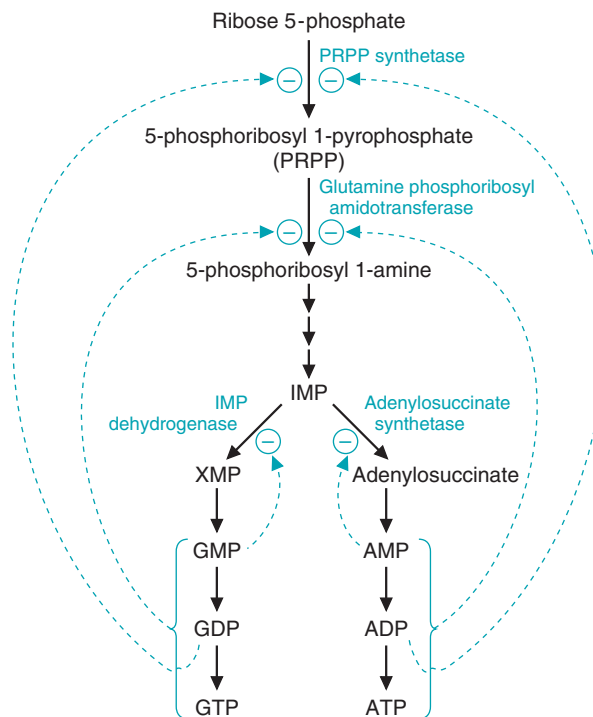 Ribose 5-phosphate
PRPP synthetase
− −
5-phosphoribosyl 1-pyrophosphate
(PRPP)
Glutamine phosphoribosyl
amidotransferase
− −
5-phosphoribosyl 1-amine
IMP
IMP
dehydrogenase
Adenylosuccinate
synthetase
− −
XMP
Adenylosuccinate
GMP
AMP
GDP
ADP
GTP
ATP